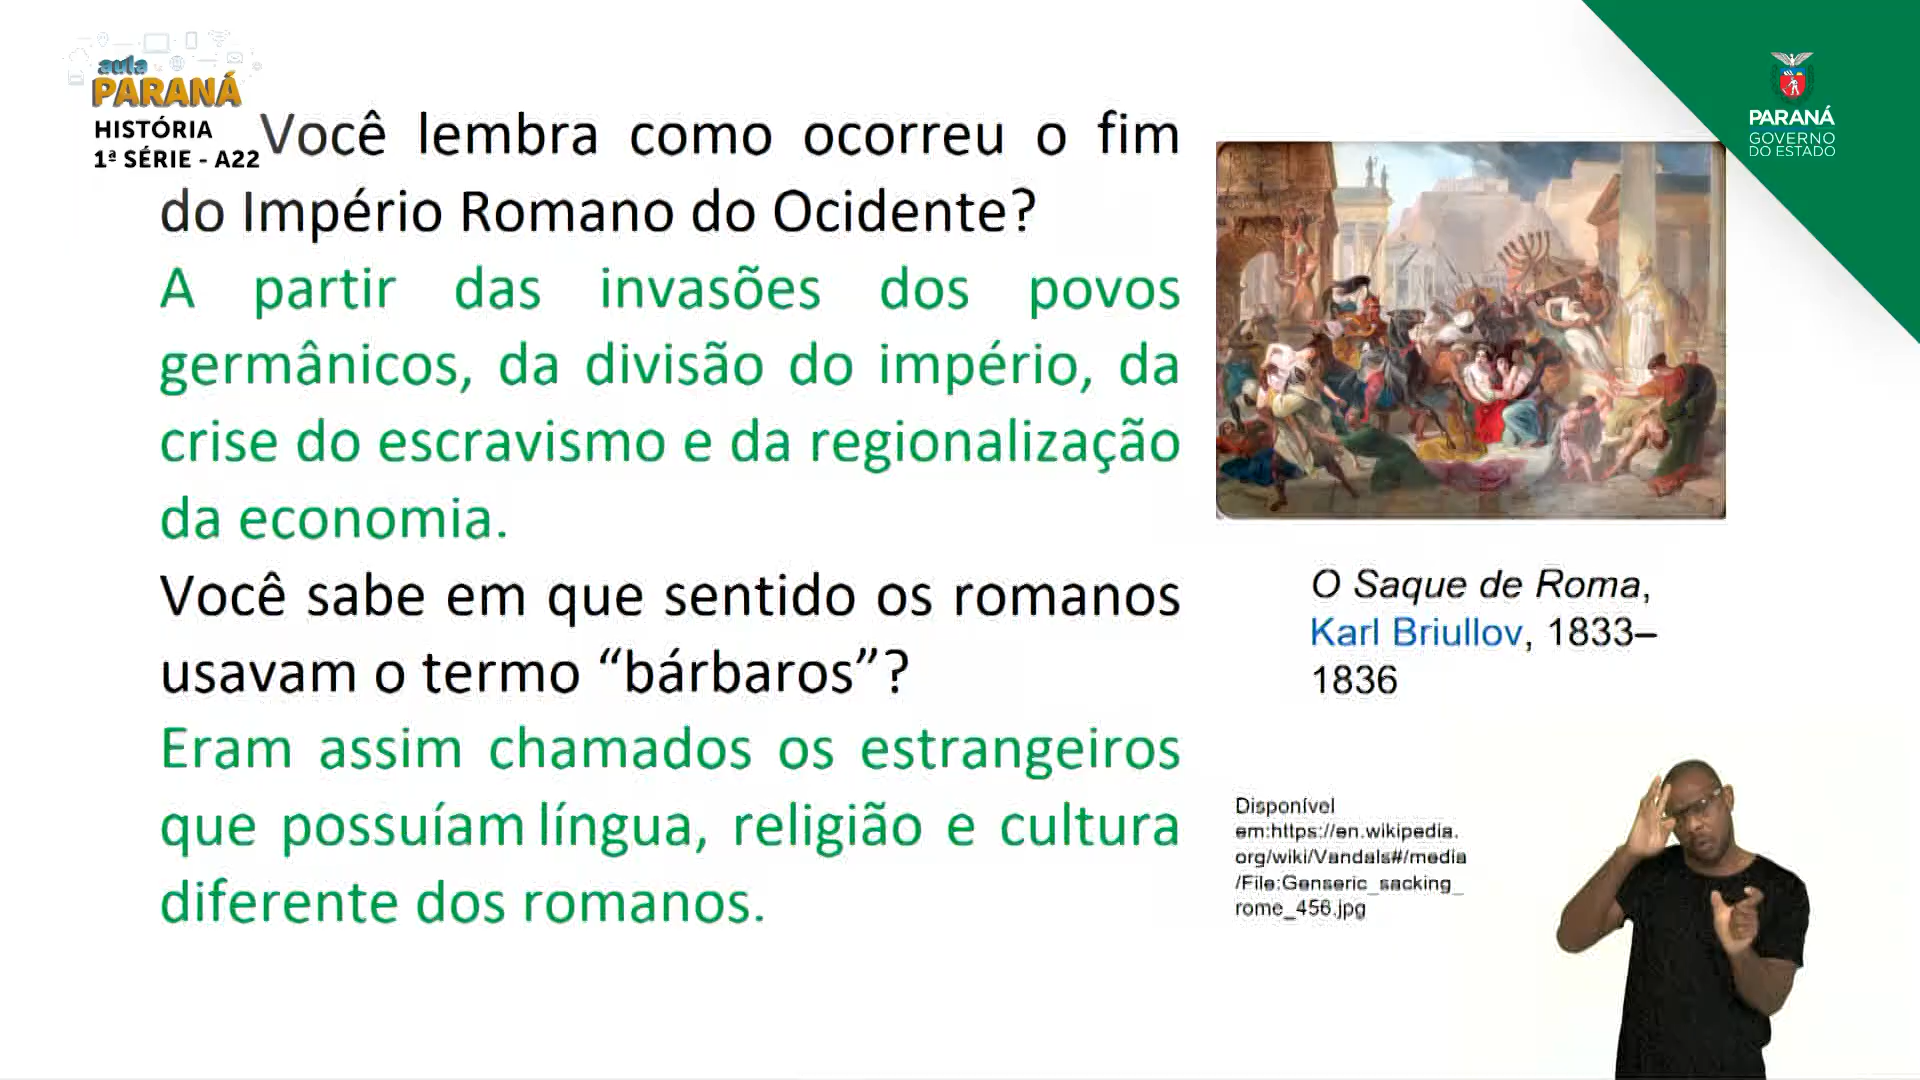 aula
PARANÁ
HISTÓRIA
1ª SÉRIE - A22
Você lembra como ocorreu o fim
do Império Romano do Ocidente?
A partir das invasões dos povos
germânicos, da divisão do império, da
crise do escravismo e da regionalização
da economia.
Você sabe em que sentido os romanos
usavam o termo “bárbaros”?
Eram assim chamados os estrangeiros
que possuíam língua, religião e cultura
diferente dos romanos.
PARANÁ
GOVERNO
DO ESTADO
O Saque de Roma,
Karl Briullov, 1833–
1836
Disponível
em:https://en.wikipedia.
org/wiki/Vandals#/media
/File:Genseric_sacking_
rome_456.jpg